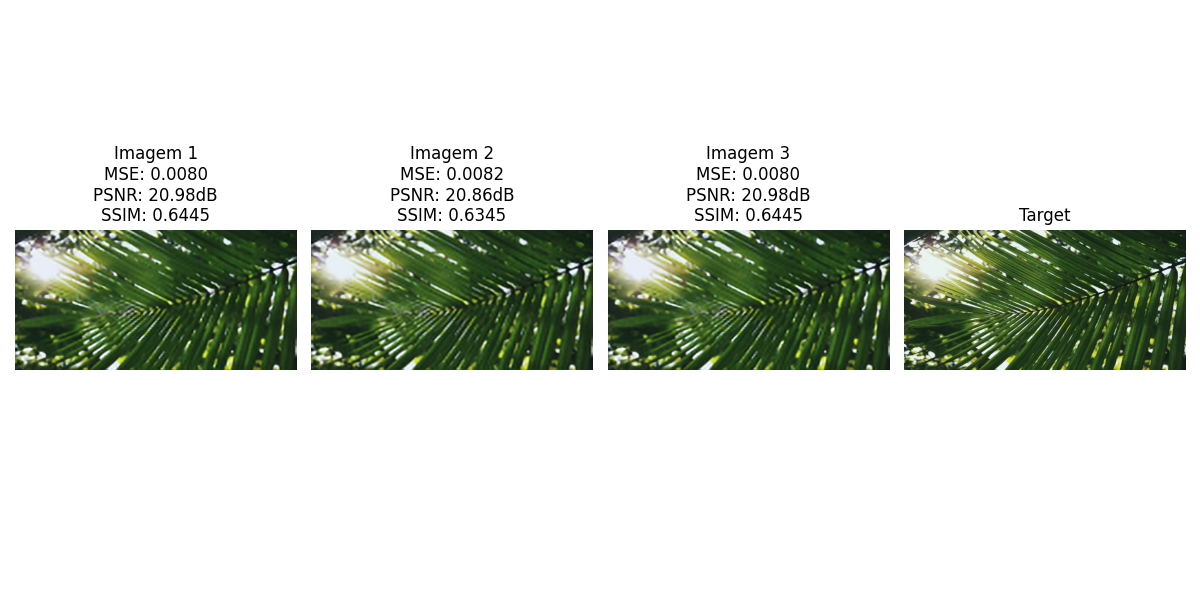 Imagem 1
MSE: 0.0080
PSNR: 20.98dB
SSIM: 0.6445
Imagem 2
MSE: 0.0082
PSNR: 20.86dB
SSIM: 0.6345
Imagem 3
MSE: 0.0080
PSNR: 20.98dB
SSIM: 0.6445
Target